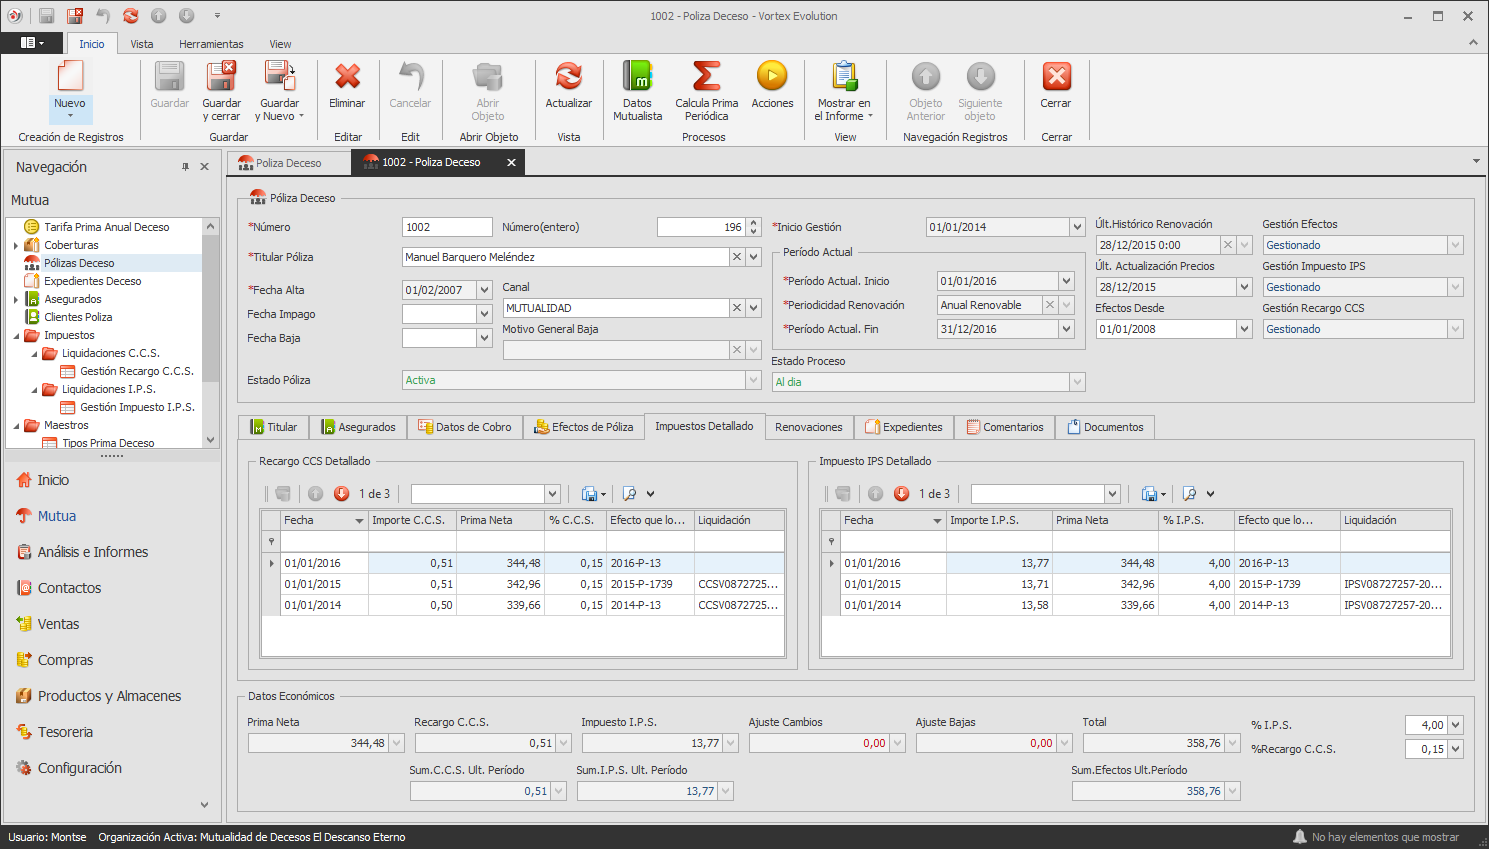 1002 - Poliza Deceso - Vortex Evolution
Inicio Vista Herramientas View
Nuevo
Guardar
Guardar y cerrar
Guardar y Nuevo
Eliminar
Cancelar
Abrir Objeto
Actualizar
Datos Mutualista
Calcula Prima Periódica
Acciones
Mostrar en el Informe
Objeto Anterior
Siguiente objeto
Cerrar
Creación de Registros Guardar Editar Edit Abrir Objeto Vista Procesos View Navegación Registros Cerrar
Navegación
Mutua
Tarifa Prima Anual Deceso
Coberturas
Pólizas Deceso
Expedientes Deceso
Asegurados
Clientes Poliza
Impuestos
Liquidaciones C.C.S.
Gestión Recargo C.C.S.
Liquidaciones I.P.S.
Gestión Impuesto I.P.S.
Maestros
Tipos Prima Deceso
Inicio
Mutua
Análisis e Informes
Contactos
Ventas
Compras
Productos y Almacenes
Tesoreria
Configuración
Poliza Deceso 1002 - Poliza Deceso
Póliza Deceso
*Número 1002 Número(entero) 196
*Titular Póliza Manuel Barquero Meléndez
*Fecha Alta 01/02/2007
Fecha Impago
Fecha Baja
Canal
MUTUALIDAD
Motivo General Baja
Estado Póliza Activa
*Inicio Gestión 01/01/2014
Período Actual
*Período Actual. Inicio 01/01/2016
*Periodicidad Renovación Anual Renovable
*Período Actual. Fin 31/12/2016
Estado Proceso
Al dia
Últ.Histórico Renovación
28/12/2015 0:00
Últ. Actualización Precios
28/12/2015
Efectos Desde
01/01/2008
Gestión Efectos
Gestionado
Gestión Impuesto IPS
Gestionado
Gestión Recargo CCS
Gestionado
Titular Asegurados Datos de Cobro Efectos de Póliza Impuestos Detallado Renovaciones Expedientes Comentarios Documentos
Recargo CCS Detallado
1 de 3
Fecha Importe C.C.S. Prima Neta % C.C.S. Efecto que lo... Liquidación
01/01/2016 0,51 344,48 0,15 2016-P-13
01/01/2015 0,51 342,96 0,15 2015-P-1739 CCSV0872725...
01/01/2014 0,50 339,66 0,15 2014-P-13 CCSV0872725...
Impuesto IPS Detallado
1 de 3
Fecha Importe I.P.S. Prima Neta % I.P.S. Efecto que lo... Liquidación
01/01/2016 13,77 344,48 4,00 2016-P-13
01/01/2015 13,71 342,96 4,00 2015-P-1739 IPSV08727257-20...
01/01/2014 13,58 339,66 4,00 2014-P-13 IPSV08727257-20...
Datos Económicos
Prima Neta Recargo C.C.S. Impuesto I.P.S. Ajuste Cambios Ajuste Bajas Total
344,48 0,51 13,77 0,00 0,00 358,76
% I.P.S. 4,00
%Recargo C.C.S. 0,15
Sum.C.C.S. Ult. Período Sum.I.P.S. Ult. Período Sum.Efectos Ult.Período
0,51 13,77 358,76
Usuario: Montse Organización Activa: Mutualidad de Decesos El Descanso Eterno No hay elementos que mostrar